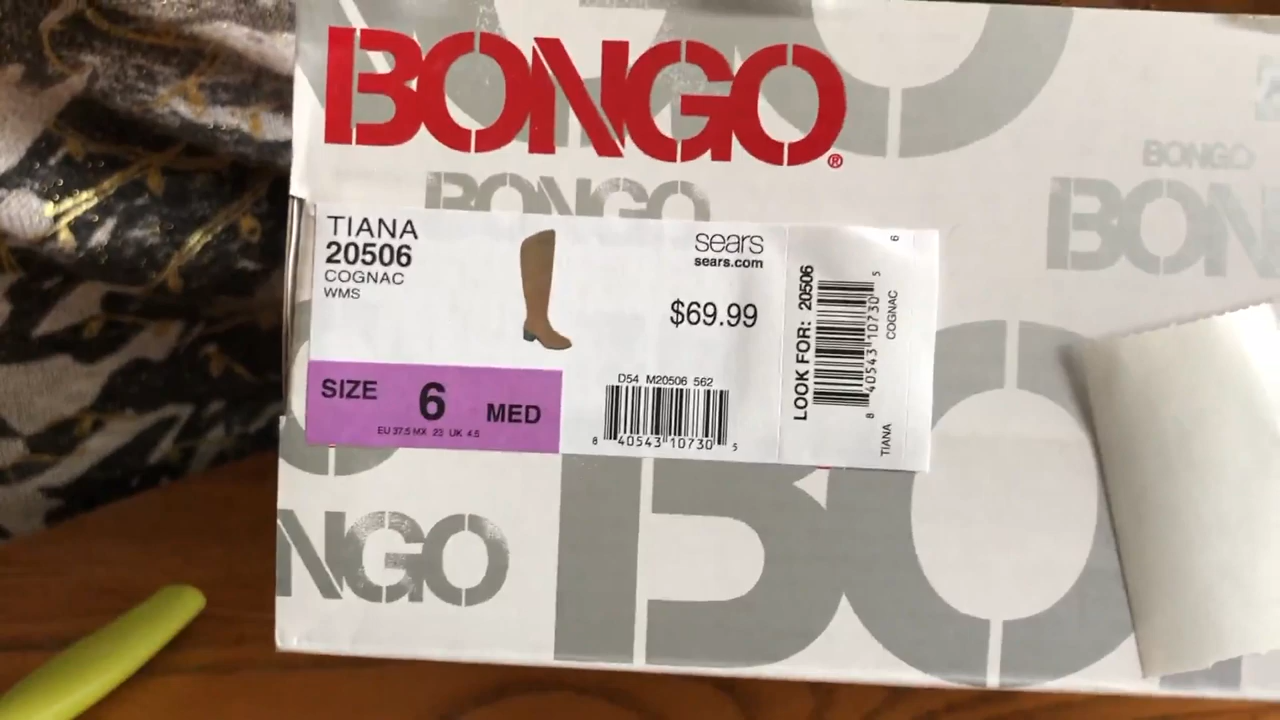 BONGO®
BONGO
BONGO
BONG
TIANA
20506
COGNAC
WMS
sears
sears.com
$69.99
SIZE 6 MED
EU 37.5 MX 23 UK 4.5
D54 M20506 562
8 40543 10730 5
LOOK FOR: 20506
8 40543 10730 5
TIANA COGNAC 6
NGO
BO